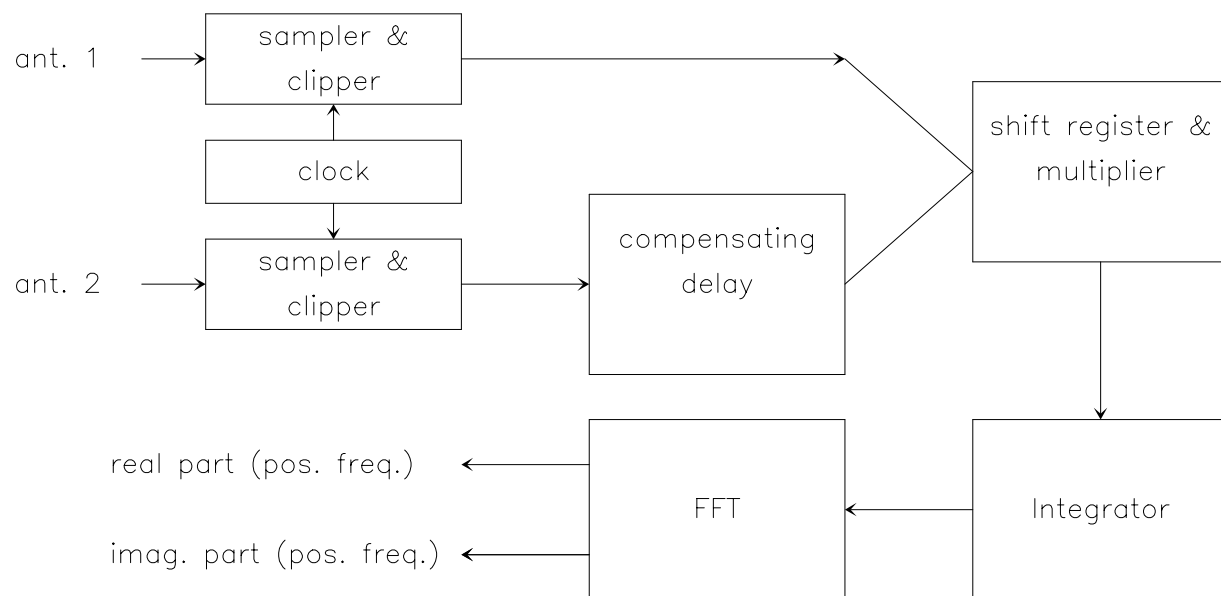 ant. 1
sampler &
clipper
clock
ant. 2
sampler &
clipper
compensating
delay
shift register &
multiplier
real part (pos. freq.)
imag. part (pos. freq.)
FFT
Integrator